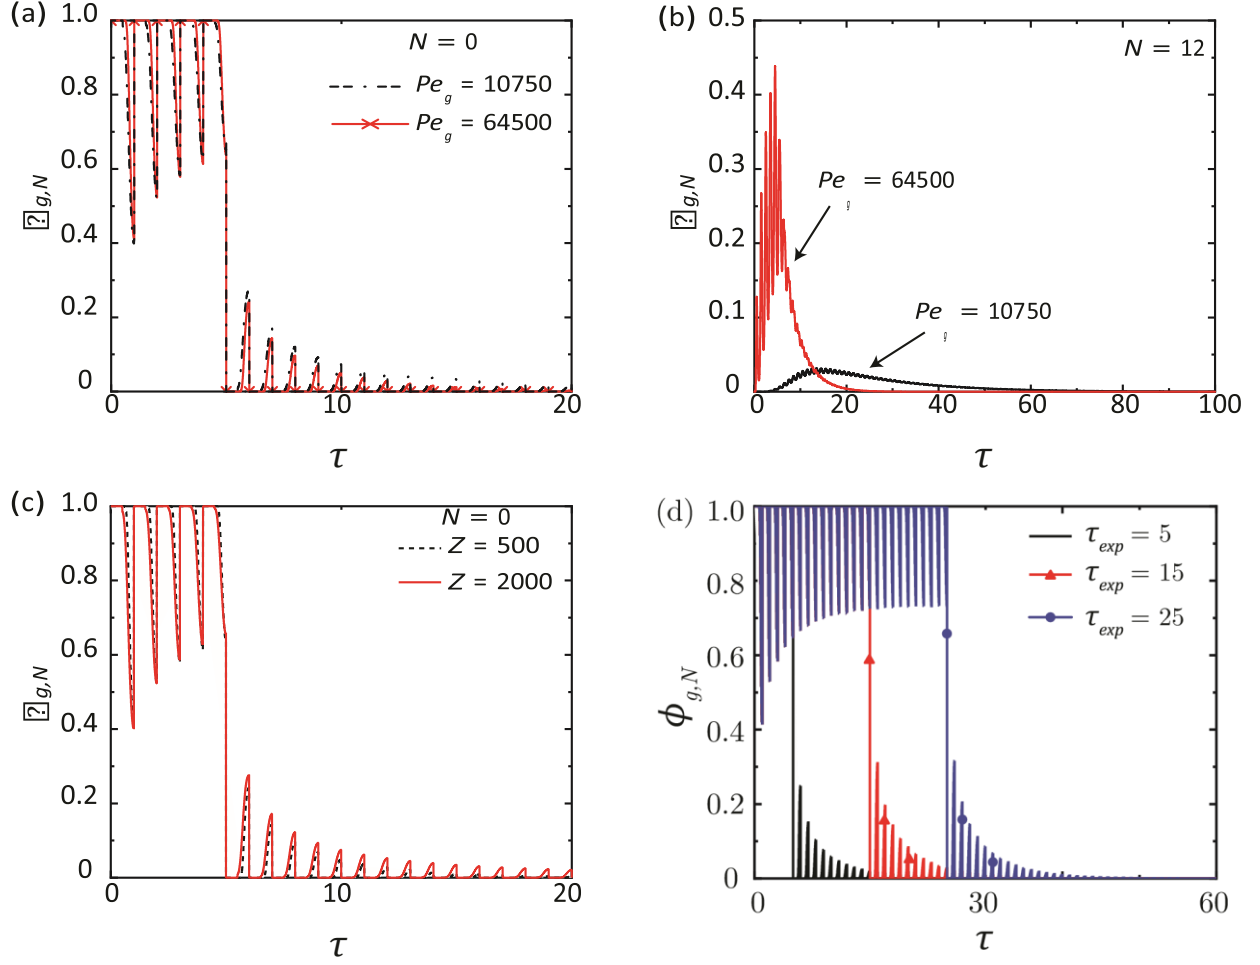 (a)
1.0
0.8
0.6
0.4
0.2
0
0
10
20
N = 0
Pe g = 10750
Pe g = 64500
g,N
τ
(b)
0.5
0.4
0.3
0.2
0.1
0
0
20
40
60
80
100
N = 12
Pe g = 64500
Pe g = 10750
g,N
τ
(c)
1.0
0.8
0.6
0.4
0.2
0
0
10
20
N = 0
Z = 500
Z = 2000
g,N
τ
(d)
1.0
0.8
0.6
0.4
0.2
0
0
30
60
τexp = 5
τexp = 15
τexp = 25
ϕg,N
τ